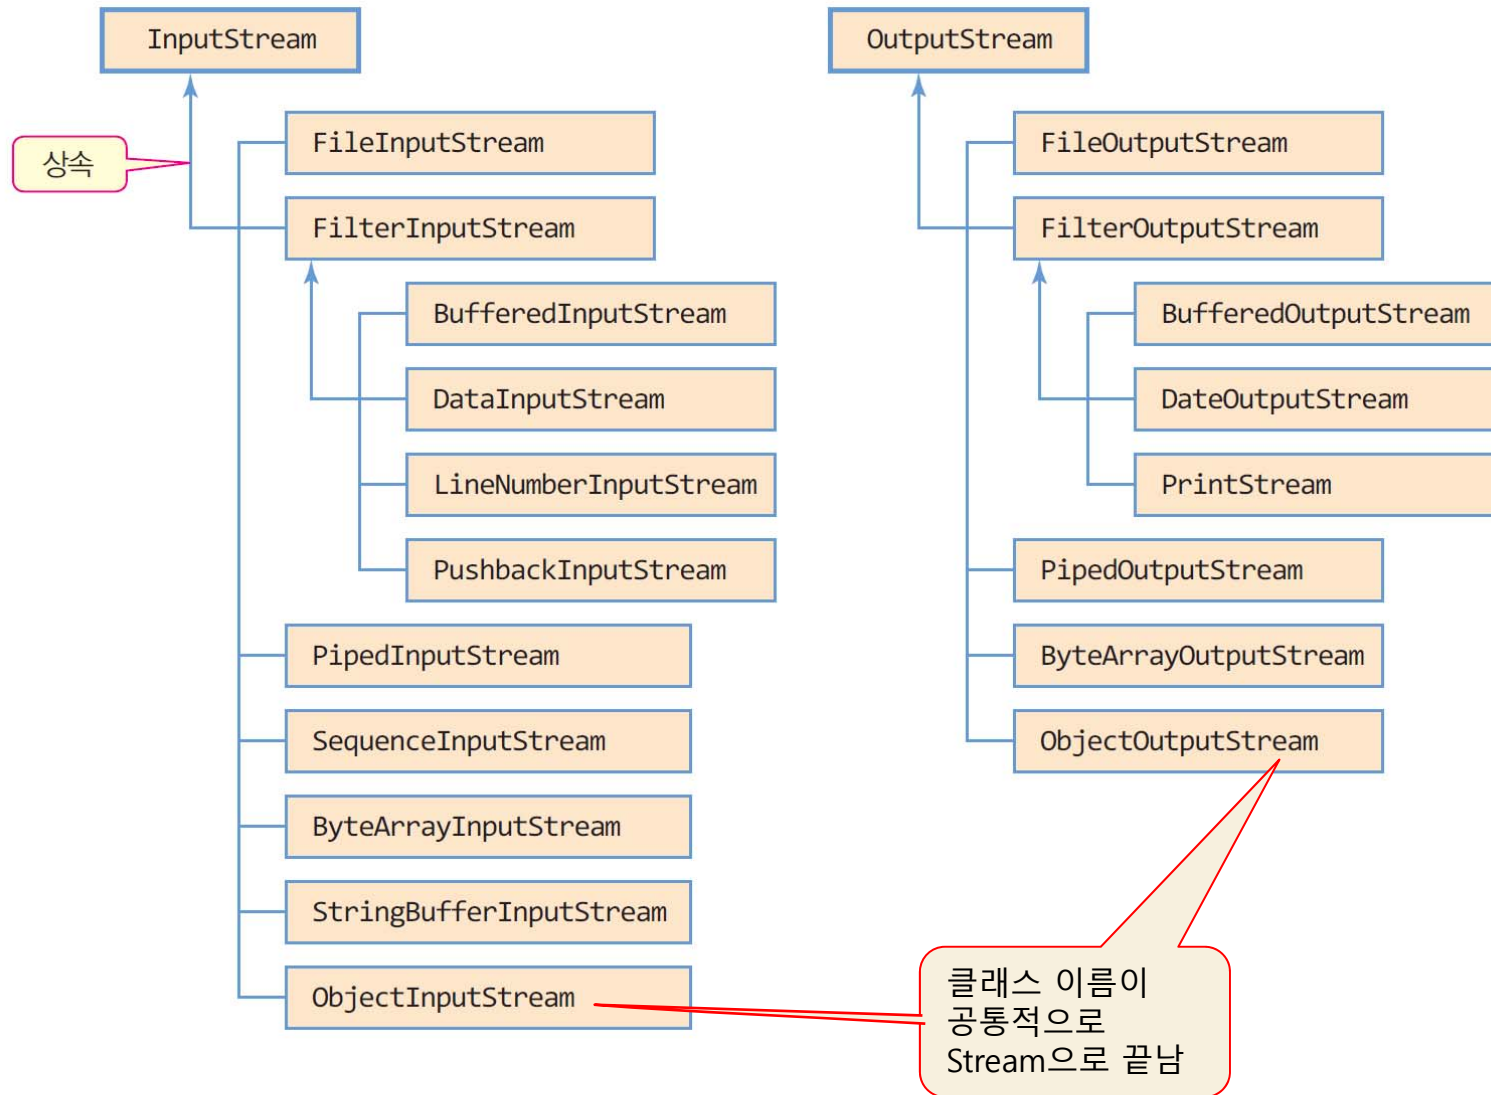 InputStream
상속
FileInputStream
FilterInputStream
BufferedInputStream
DataInputStream
LineNumberInputStream
PushbackInputStream
PipedInputStream
SequenceInputStream
ByteArrayInputStream
StringBufferInputStream
ObjectInputStream
OutputStream
FileOutputStream
FilterOutputStream
BufferedOutputStream
DateOutputStream
PrintStream
PipedOutputStream
ByteArrayOutputStream
ObjectOutputStream
클래스 이름이
공통적으로
Stream으로 끝남